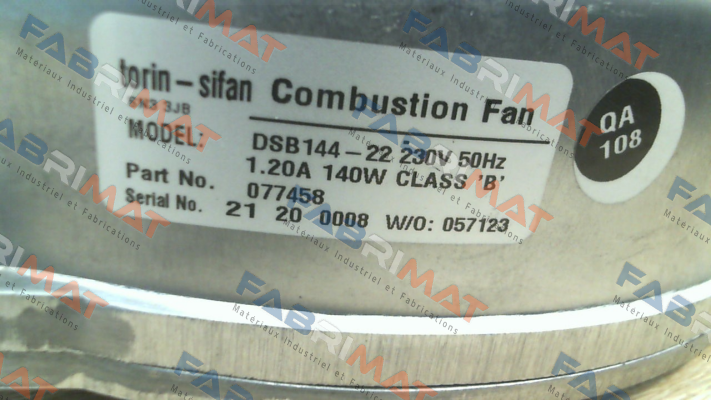 torin-sifan Combustion Fan
SN3 3JB
MODEL: DSB144-22 230V 50Hz
1.20A 140W CLASS 'B'
Part No. 077458
Serial No. 21 20 0008 W/O: 057123
QA
108
FABRIMAT
Matériaux Industriel et Fabrications